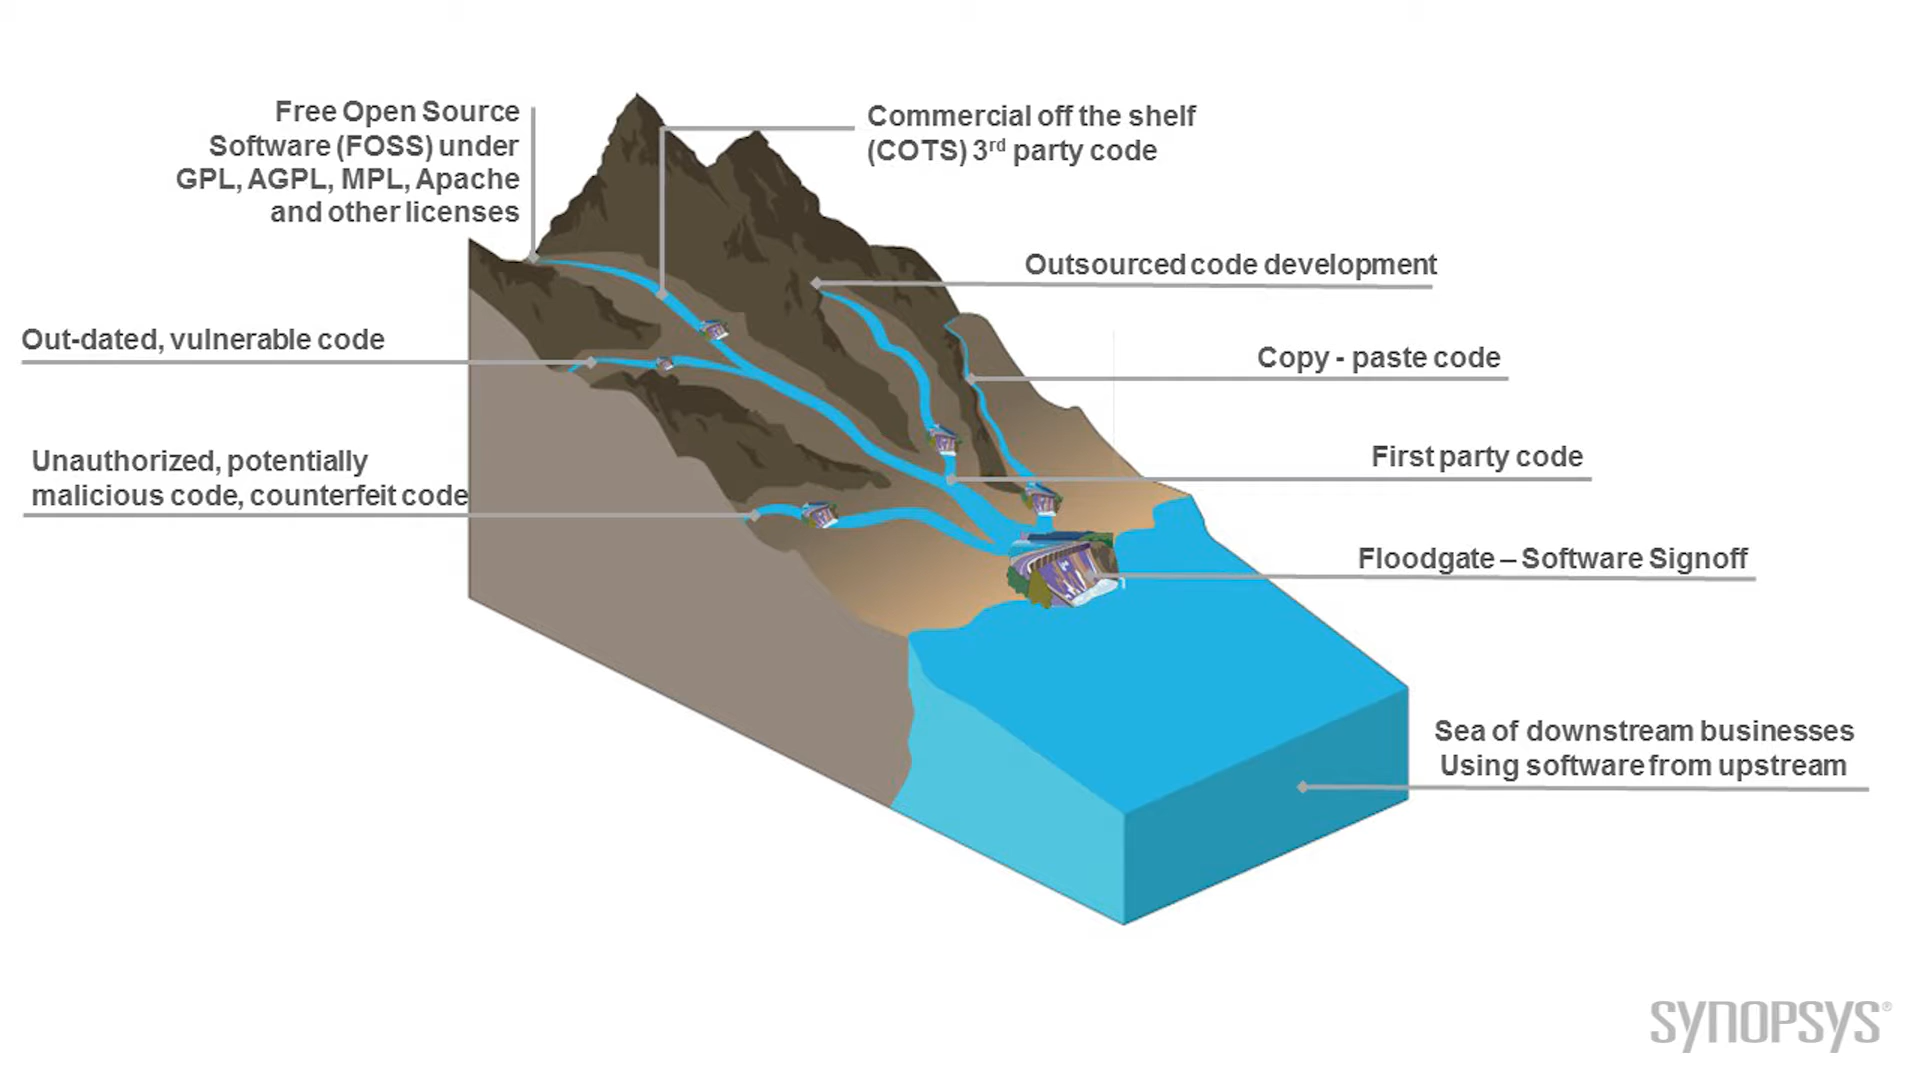 Free Open Source
Software (FOSS) under
GPL, AGPL, MPL, Apache
and other licenses
Commercial off the shelf
(COTS) 3rd party code
Outsourced code development
Out-dated, vulnerable code
Copy - paste code
Unauthorized, potentially
malicious code, counterfeit code
First party code
Floodgate – Software Signoff
Sea of downstream businesses
Using software from upstream
SYNOPSYS®